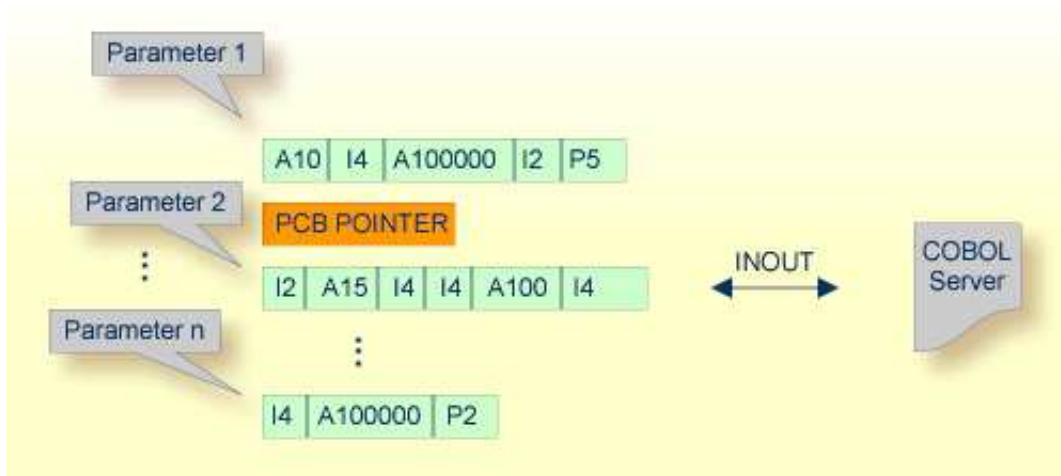 Parameter 1
A10 I4 A100000 I2 P5
Parameter 2
PCB POINTER
I2 A15 I4 I4 A100 I4
INOUT
COBOL
Server
Parameter n
I4 A100000 P2